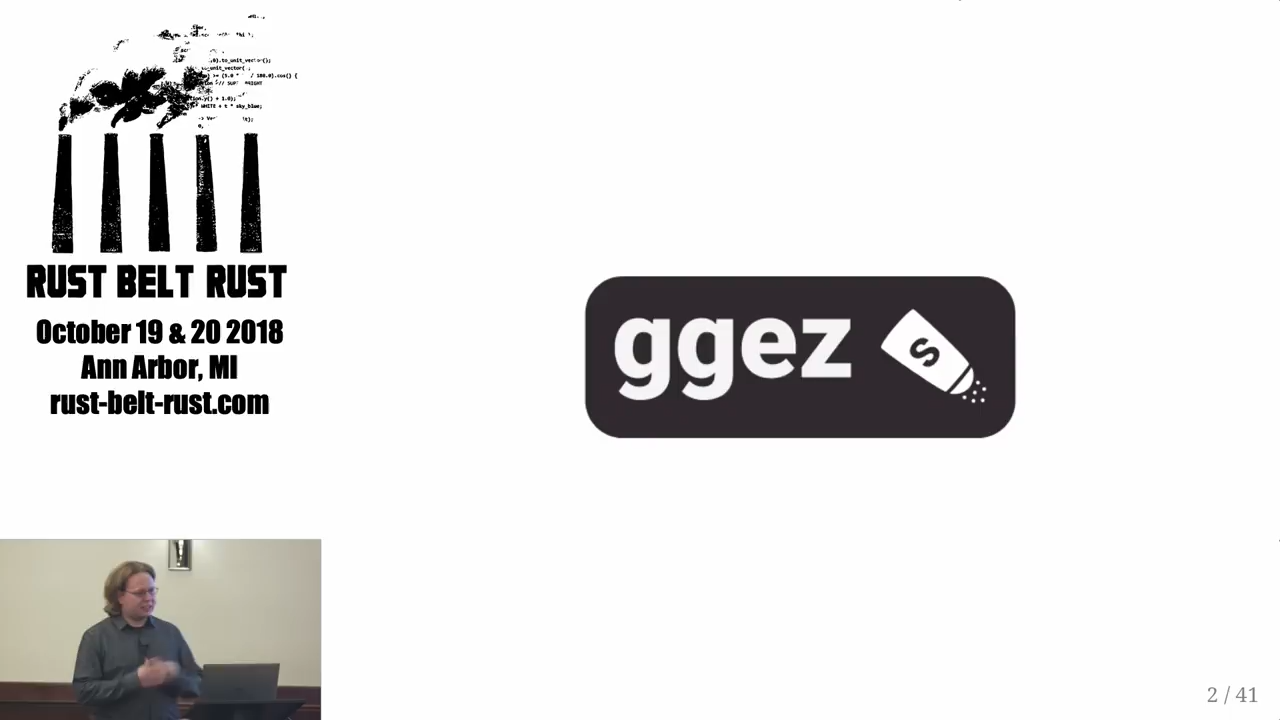 RUST BELT RUST
October 19 & 20 2018
Ann Arbor, MI
rust-belt-rust.com
ggez S
2 / 41